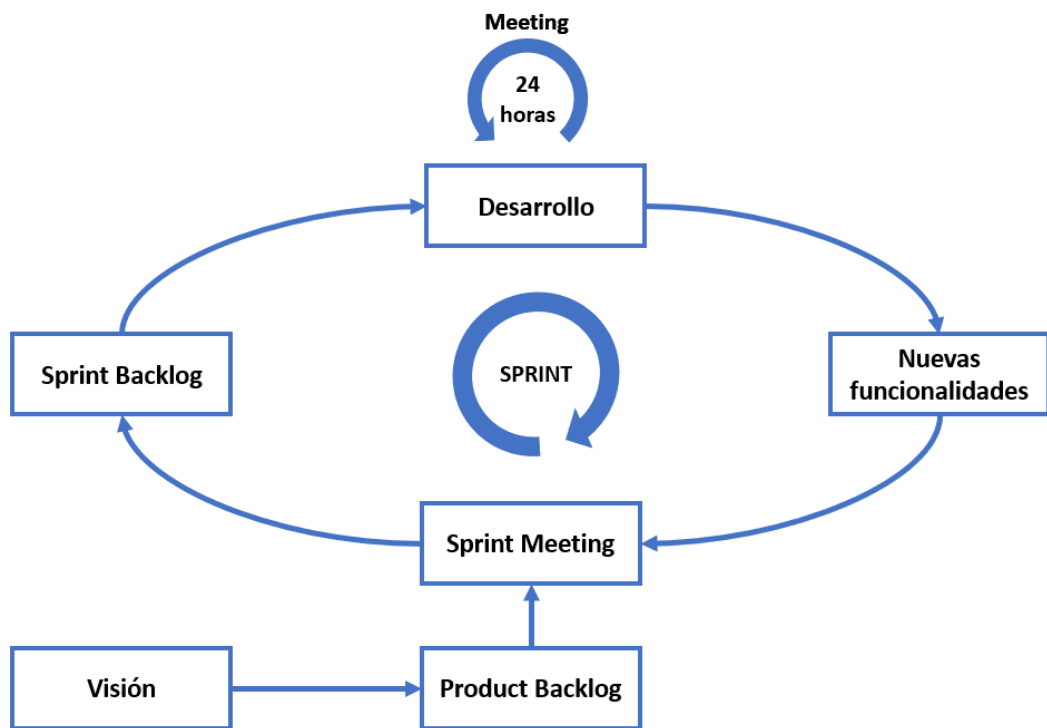 Meeting
24
horas
Desarrollo
Sprint Backlog
SPRINT
Nuevas
funcionalidades
Sprint Meeting
Visión
Product Backlog